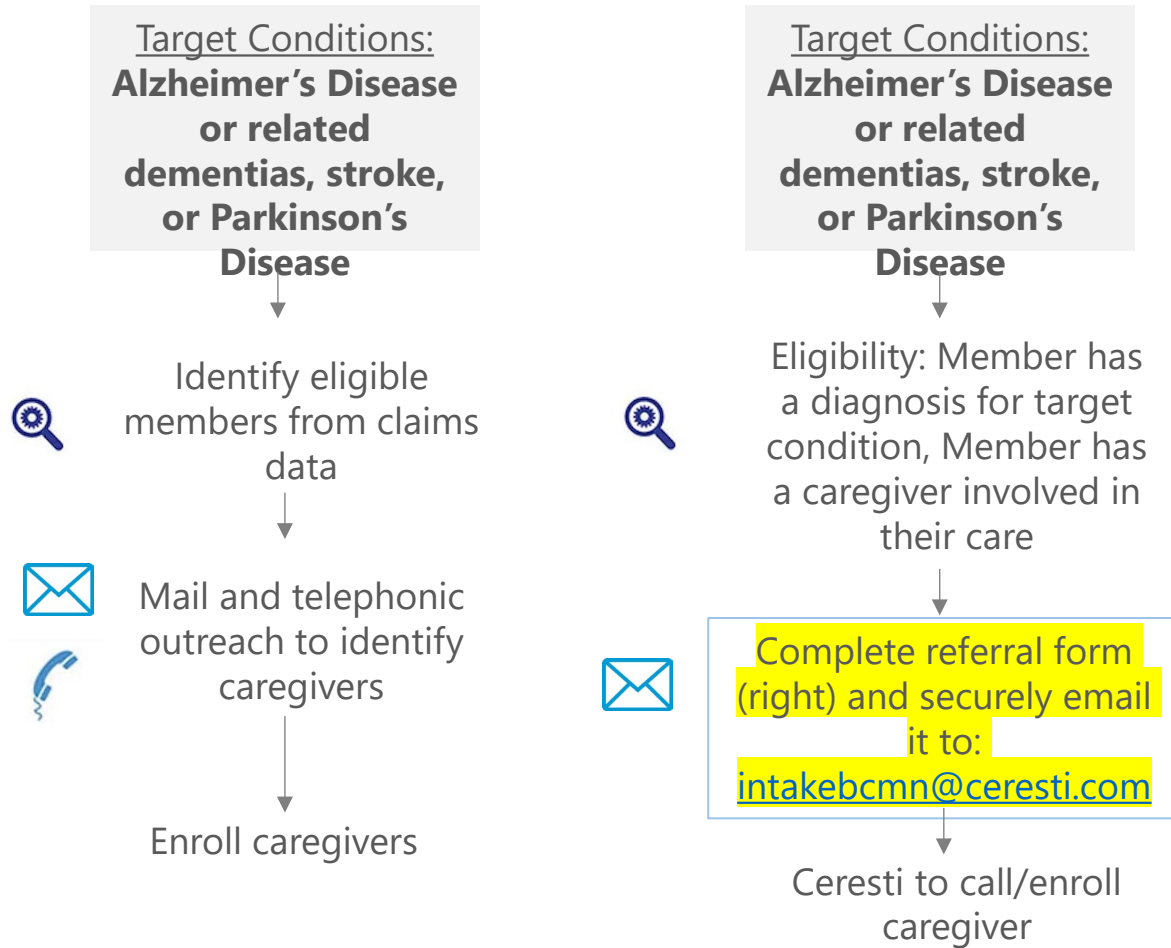 Target Conditions:
Alzheimer’s Disease
or related
dementias, stroke,
or Parkinson’s
Disease
Identify eligible
members from claims
data
Mail and telephonic
outreach to identify
caregivers
Enroll caregivers
Target Conditions:
Alzheimer’s Disease
or related
dementias, stroke,
or Parkinson’s
Disease
Eligibility: Member has
a diagnosis for target
condition, Member has
a caregiver involved in
their care
Complete referral form
(right) and securely email
it to:
intakebcmn@ceresti.com
Ceresti to call/enroll
caregiver